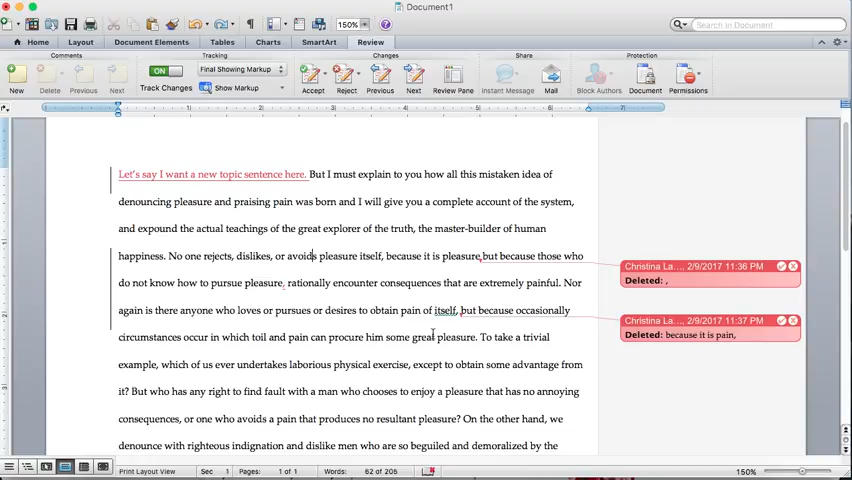 Document1
150%
Search in Document
Home Layout Document Elements Tables Charts SmartArt Review
Comments Tracking Changes Share Protection
ON Final Showing Markup
New Delete Previous Next Track Changes Show Markup Accept Reject Previous Next Review Pane Instant Message Mail Block Authors Document Permissions
1 2 3 4 5 6 7
Let's say I want a new topic sentence here. But I must explain to you how all this mistaken idea of
denouncing pleasure and praising pain was born and I will give you a complete account of the system,
and expound the actual teachings of the great explorer of the truth, the master-builder of human
happiness. No one rejects, dislikes, or avoids pleasure itself, because it is pleasure but because those who
Christina La..., 2/9/2017 11:36 PM
Deleted: ,
do not know how to pursue pleasure, rationally encounter consequences that are extremely painful. Nor
again is there anyone who loves or pursues or desires to obtain pain of itself, but because occasionally
Christina La..., 2/9/2017 11:37 PM
Deleted: because it is pain,
circumstances occur in which toil and pain can procure him some great pleasure. To take a trivial
example, which of us ever undertakes laborious physical exercise, except to obtain some advantage from
it? But who has any right to find fault with a man who chooses to enjoy a pleasure that has no annoying
consequences, or one who avoids a pain that produces no resultant pleasure? On the other hand, we
denounce with righteous indignation and dislike men who are so beguiled and demoralized by the
Print Layout View Sec 1 Pages: 1 of 1 Words: 62 of 206 150%